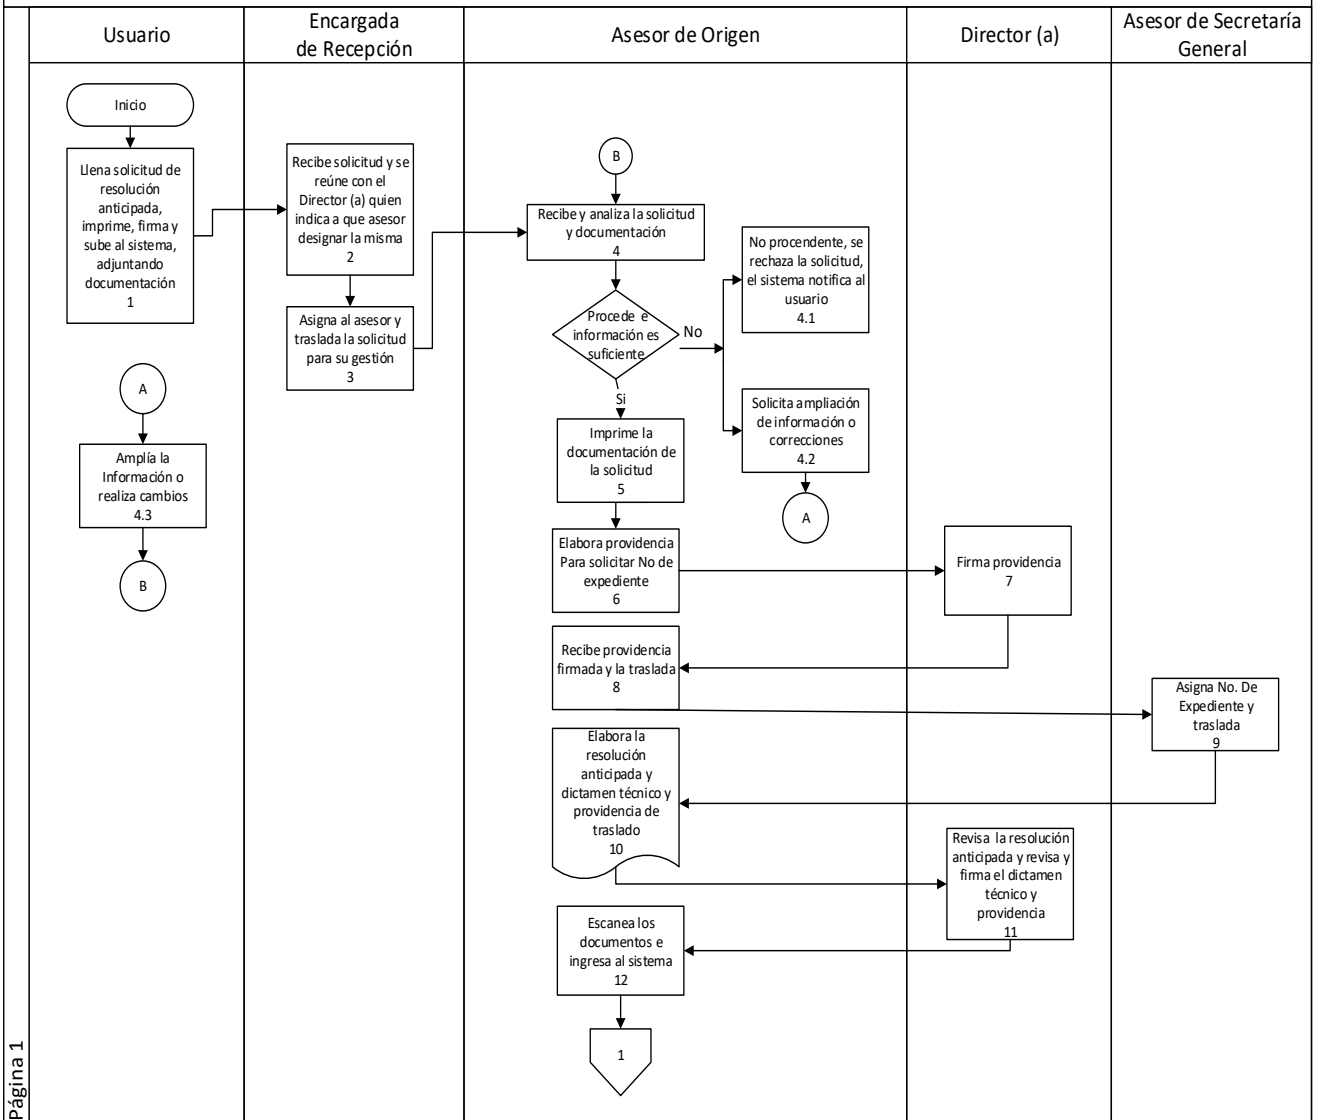 Usuario
Encargada
de Recepción
Asesor de Origen
Director (a)
Asesor de Secretaría
General
Inicio
Llena solicitud de
resolución
anticipada,
imprime, firma y
sube al sistema,
adjuntando
documentación
1
A
Amplía la
Información o
realiza cambios
4.3
B
Recibe solicitud y se
reúne con el
Director (a) quien
indica a que asesor
designar la misma
2
Asigna al asesor y
traslada la solicitud
para su gestión
3
B
Recibe y analiza la solicitud
y documentación
4
Procede e
información es
suficiente
No
Si
No procendente, se
rechaza la solicitud,
el sistema notifica al
usuario
4.1
Solicita ampliación
de información o
correcciones
4.2
A
Imprime la
documentación de
la solicitud
5
Elabora providencia
Para solicitar No de
expediente
6
Firma providencia
7
Recibe providencia
firmada y la traslada
8
Asigna No. De
Expediente y
traslada
9
Elabora la
resolución
anticipada y
dictamen técnico y
providencia de
traslado
10
Revisa la resolución
anticipada y revisa y
firma el dictamen
técnico y
providencia
11
Escanea los
documentos e
ingresa al sistema
12
1
Página 1